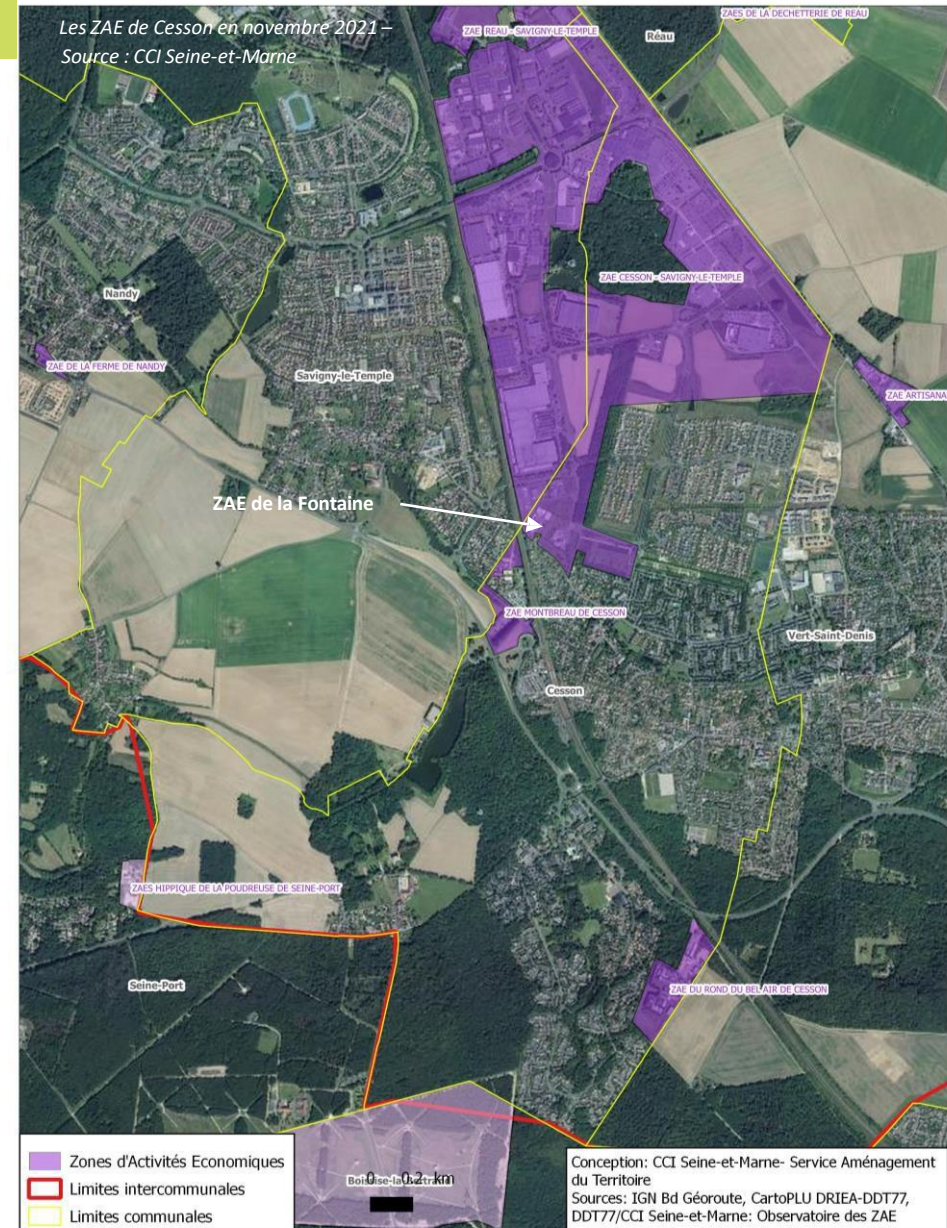 Les ZAE de Cesson en novembre 2021 –
Source : CCI Seine-et-Marne
ZAES DE LA DECHETTERIE DE REAU
ZAE REAU - SAVIGNY-LE-TEMPLE
Réau
ZAE CESSON - SAVIGNY-LE-TEMPLE
Nandy
ZAE DE LA FERME DE NANDY
Savigny-le-Temple
ZAE ARTISANA
ZAE de la Fontaine
ZAE MONTBREAU DE CESSON
Vert-Saint-Denis
Cesson
ZAES HIPPIQUE DE LA POUDREUSE DE SEINE-PORT
Seine-Port
ZAE DU ROND DU BEL AIR DE CESSON
Zones d'Activités Economiques
Limites intercommunales
Limites communales
0 0.2 km
Conception: CCI Seine-et-Marne- Service Aménagement
du Territoire
Sources: IGN Bd Géoroute, CartoPLU DRIEA-DDT77,
DDT77/CCI Seine-et-Marne: Observatoire des ZAE